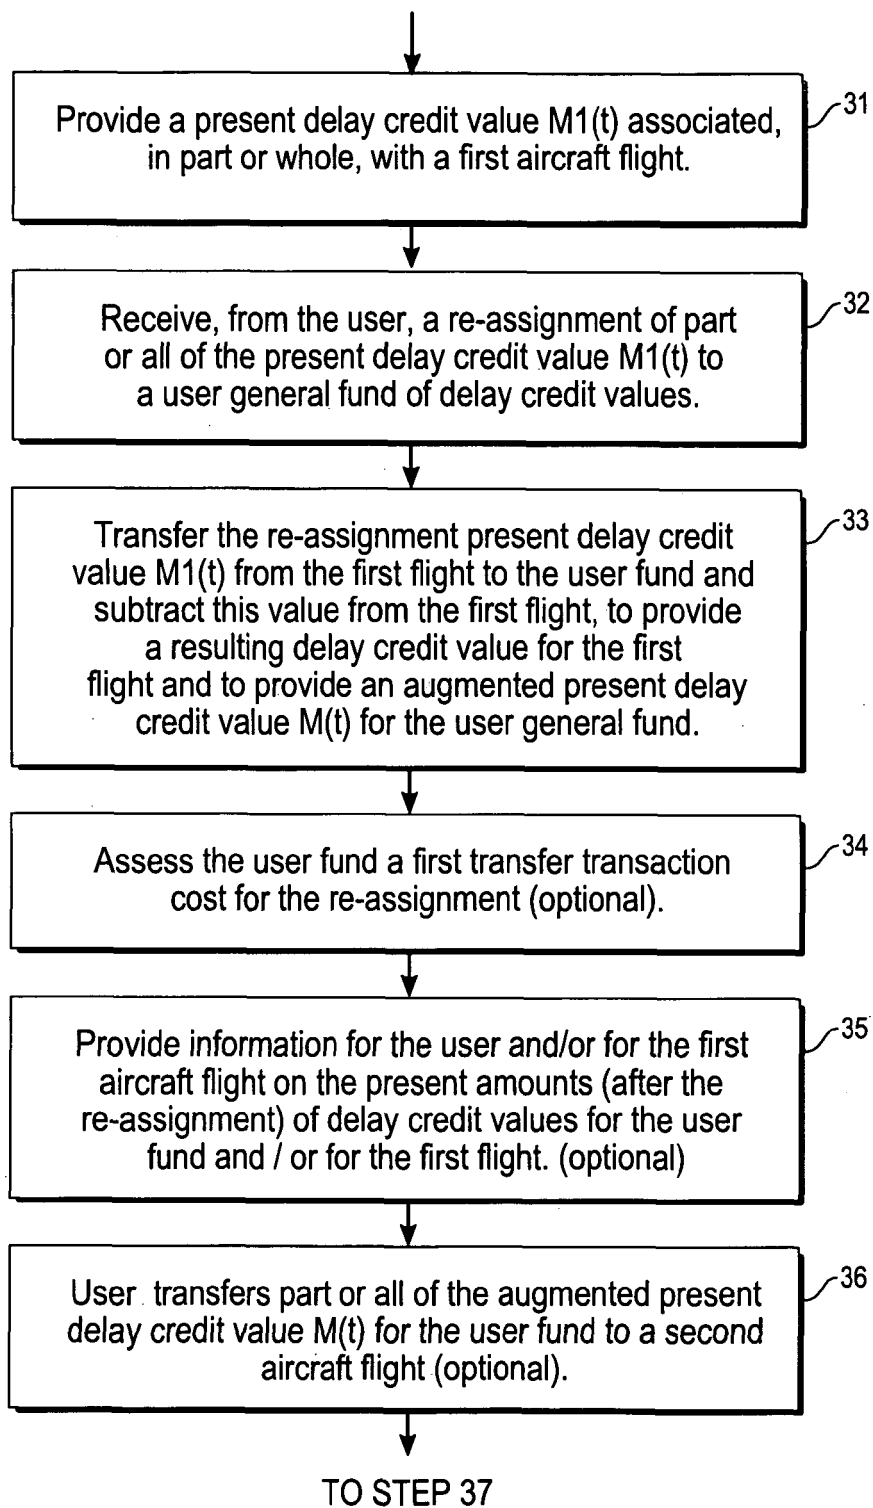 31
Provide a present delay credit value M1(t) associated,
in part or whole, with a first aircraft flight.
32
Receive, from the user, a re-assignment of part
or all of the present delay credit value M1(t) to
a user general fund of delay credit values.
33
Transfer the re-assignment present delay credit
value M1(t) from the first flight to the user fund and
subtract this value from the first flight, to provide
a resulting delay credit value for the first
flight and to provide an augmented present delay
credit value M(t) for the user general fund.
34
Assess the user fund a first transfer transaction
cost for the re-assignment (optional).
35
Provide information for the user and/or for the first
aircraft flight on the present amounts (after the
re-assignment) of delay credit values for the user
fund and / or for the first flight. (optional)
36
User transfers part or all of the augmented present
delay credit value M(t) for the user fund to a second
aircraft flight (optional).
TO STEP 37